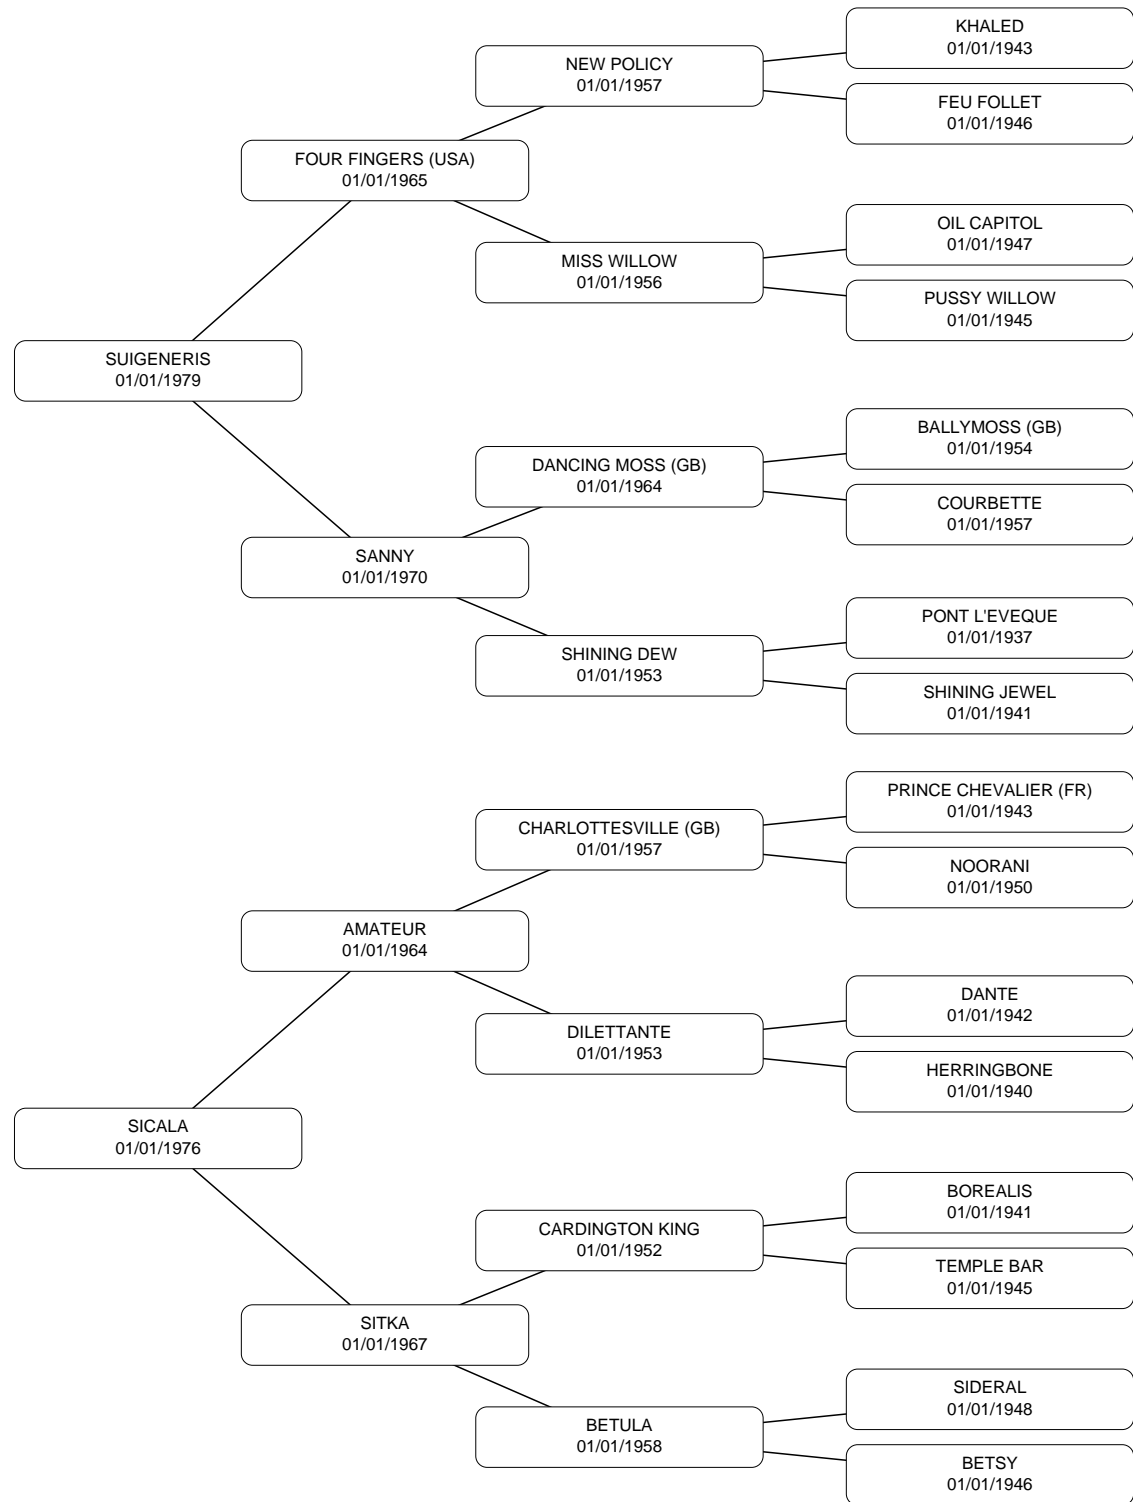 KHALED
01/01/1943
NEW POLICY
01/01/1957
FEU FOLLET
01/01/1946
FOUR FINGERS (USA)
01/01/1965
OIL CAPITOL
01/01/1947
MISS WILLOW
01/01/1956
PUSSY WILLOW
01/01/1945
SUIGENERIS
01/01/1979
BALLYMOSS (GB)
01/01/1954
DANCING MOSS (GB)
01/01/1964
COURBETTE
01/01/1957
SANNY
01/01/1970
PONT L'EVEQUE
01/01/1937
SHINING DEW
01/01/1953
SHINING JEWEL
01/01/1941
PRINCE CHEVALIER (FR)
01/01/1943
CHARLOTTESVILLE (GB)
01/01/1957
NOORANI
01/01/1950
AMATEUR
01/01/1964
DANTE
01/01/1942
DILETTANTE
01/01/1953
HERRINGBONE
01/01/1940
SICALA
01/01/1976
BOREALIS
01/01/1941
CARDINGTON KING
01/01/1952
TEMPLE BAR
01/01/1945
SITKA
01/01/1967
SIDERAL
01/01/1948
BETULA
01/01/1958
BETSY
01/01/1946